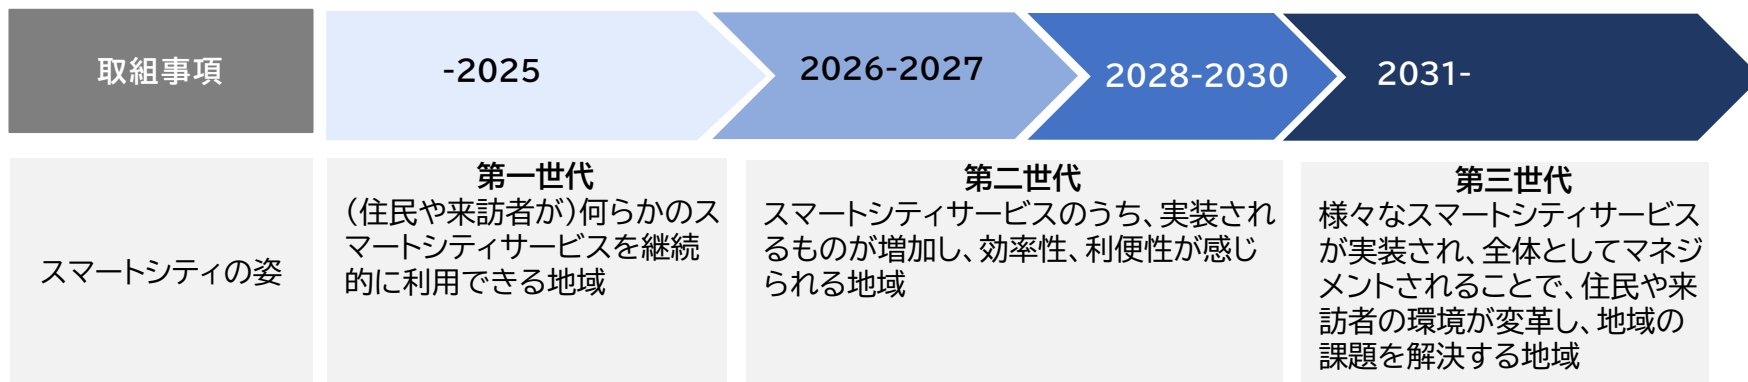 取組事項
-2025
2026-2027
2028-2030
2031-
スマートシティの姿
第一世代
(住民や来訪者が)何らかのス
マートシティサービスを継続
的に利用できる地域
第二世代
スマートシティサービスのうち、実装され
るものが増加し、効率性、利便性が感じ
られる地域
第三世代
様々なスマートシティサービス
が実装され、全体としてマネジ
メントされることで、住民や来
訪者の環境が変革し、地域の
課題を解決する地域